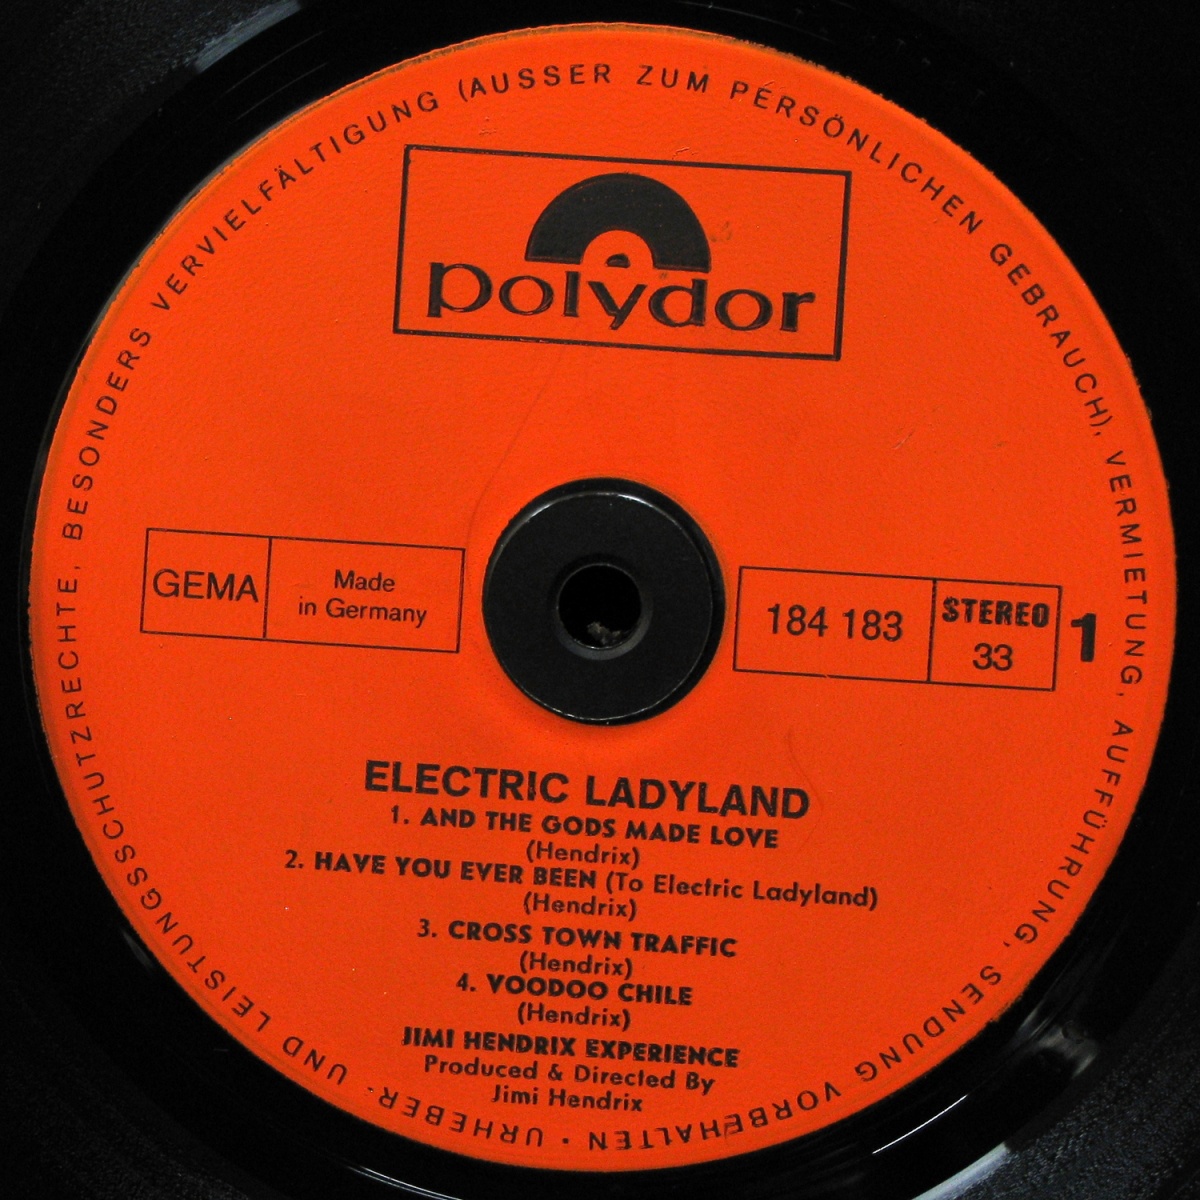 URHEBER- UND LEISTUNGSSCHUTZRECHTE, BESONDERS VERVIELFÄLTIGUNG (AUSSER ZUM PERSÖNLICHEN GEBRAUCH), VERMIETUNG, AUFFÜHRUNG, SENDUNG VORBEHALTEN •
polydor
GEMA
Made
in Germany
184 183
STEREO
33
1
ELECTRIC LADYLAND
1. AND THE GODS MADE LOVE
(Hendrix)
2. HAVE YOU EVER BEEN (To Electric Ladyland)
(Hendrix)
3. CROSS TOWN TRAFFIC
(Hendrix)
4. VOODOO CHILE
(Hendrix)
JIMI HENDRIX EXPERIENCE
Produced & Directed By
Jimi Hendrix